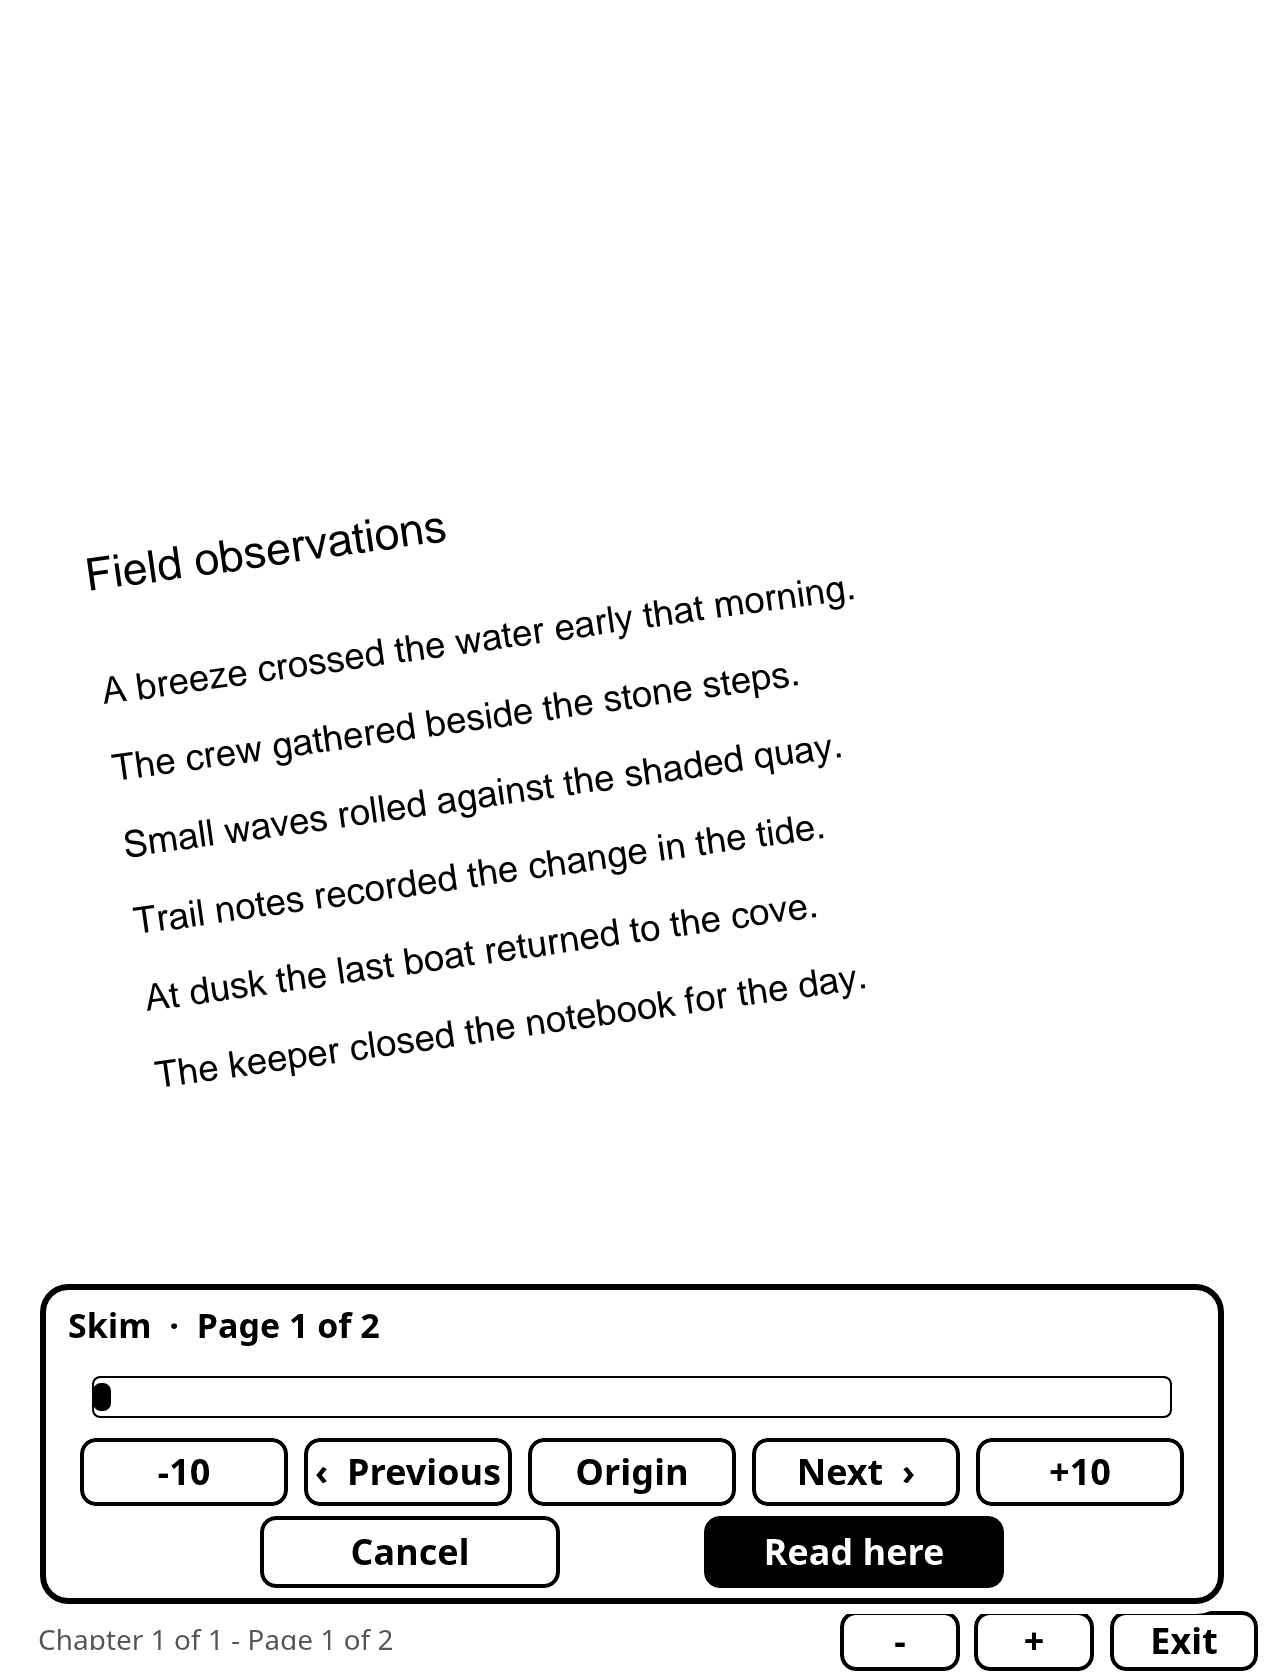 Field observations
A breeze crossed the water early that morning.
The crew gathered beside the stone steps.
Small waves rolled against the shaded quay.
Trail notes recorded the change in the tide.
At dusk the last boat returned to the cove.
The keeper closed the notebook for the day.
Skim · Page 1 of 2
-10 ‹ Previous Origin Next › +10
Cancel Read here
Chapter 1 of 1 - Page 1 of 2 - + Exit